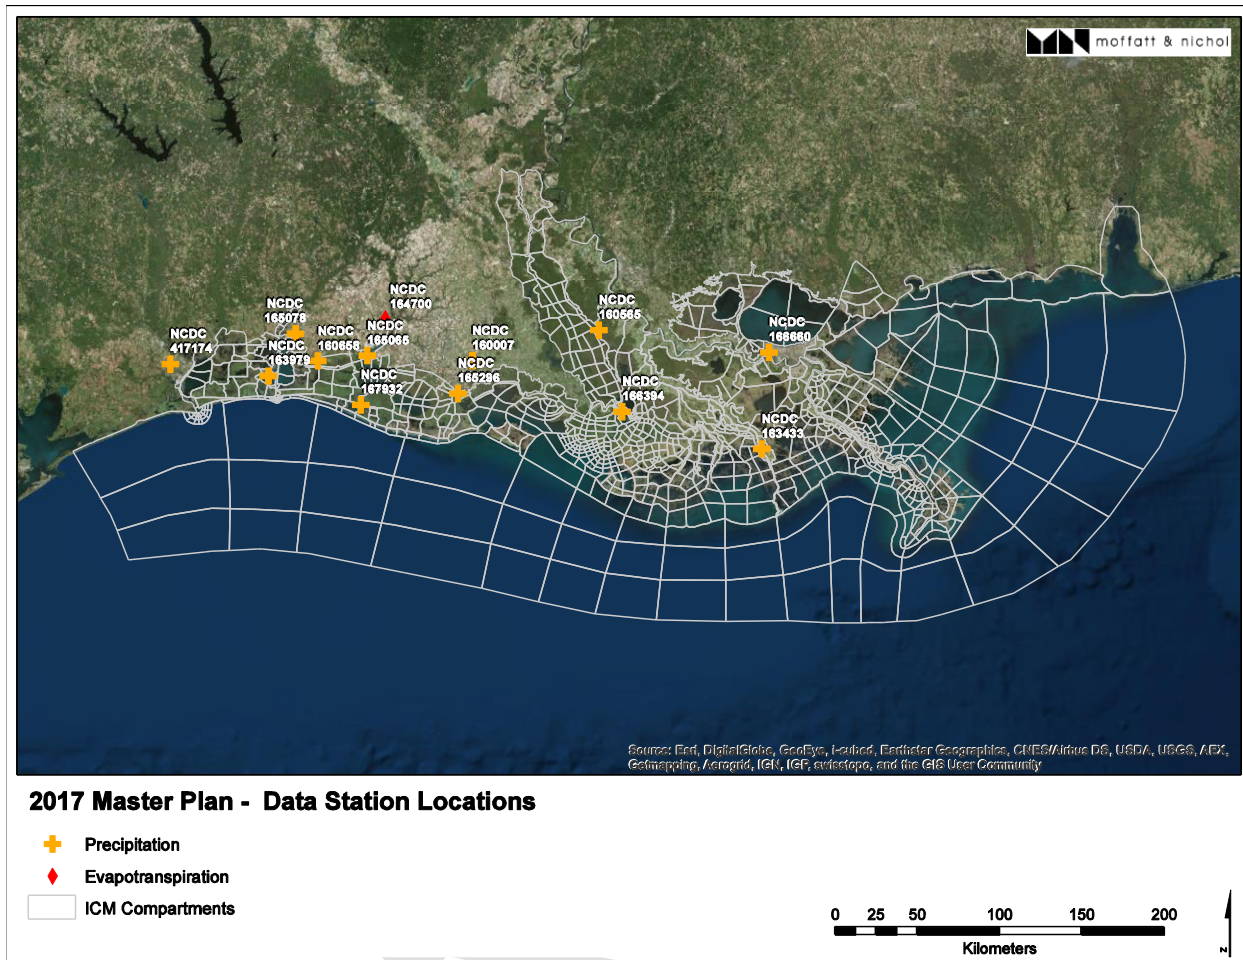 moffatt & nichol
NCDC
164700
NCDC
165078
NCDC
160565
NCDC
168660
NCDC
417174
NCDC
163979
NCDC
160658
NCDC
165065
NCDC
160007
NCDC
165296
NCDC
167932
NCDC
166394
NCDC
163433
Source: Esri, DigitalGlobe, GeoEye, i-cubed, Earthstar Geographics, CNES/Airbus DS, USDA, USGS, AEX,
Getmapping, Aerogrid, IGN, IGP, swisstopo, and the GIS User Community
2017 Master Plan - Data Station Locations
Precipitation
Evapotranspiration
ICM Compartments
0 25 50 100 150 200
Kilometers
N